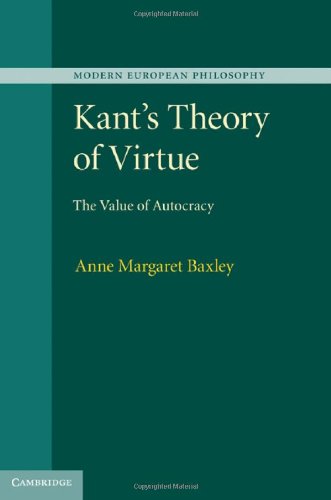 MODERN EUROPEAN PHILOSOPHY
Kant's Theory
of Virtue
The Value of Autocracy
Anne Margaret Baxley
CAMBRIDGE